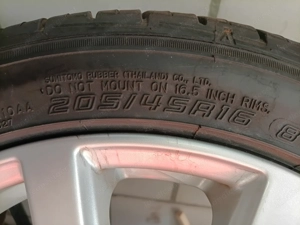 SUMITOMO RUBBER (THAILAND) CO., LTD.
*DO NOT MOUNT ON 16.5 INCH RIMS.
205/45R16